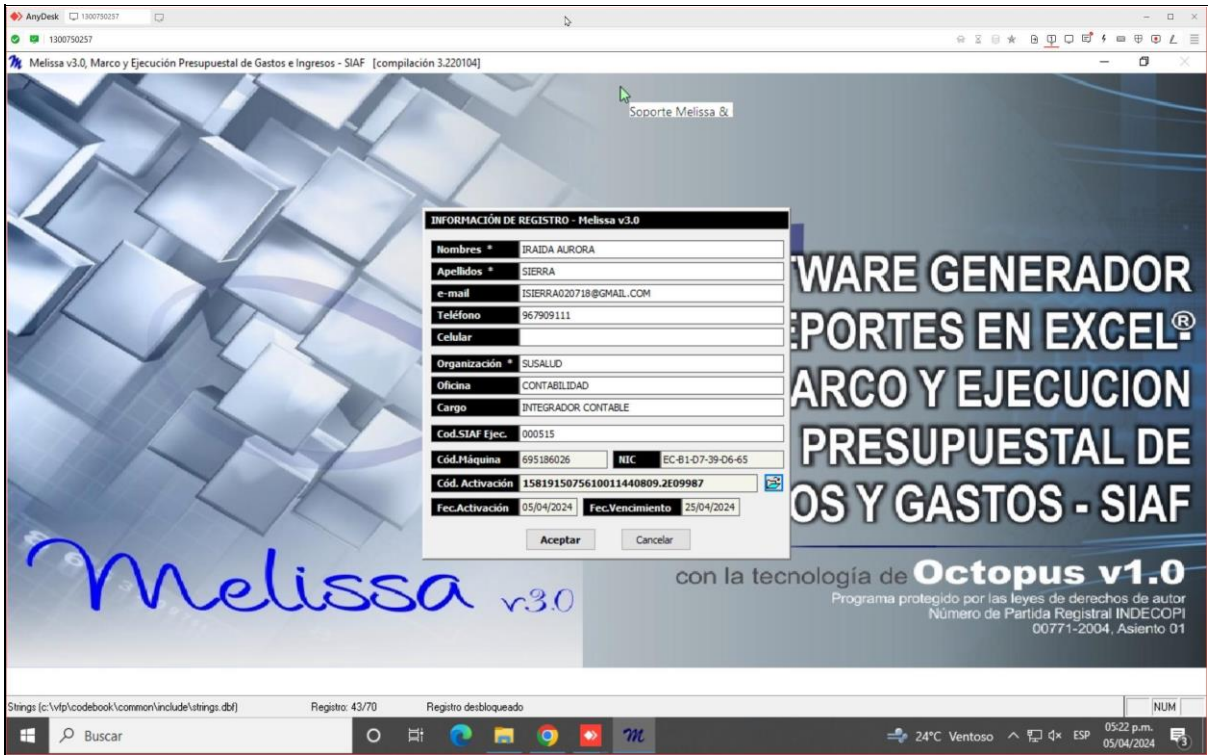 AnyDesk 1300750257
1300750257
Melissa v3.0, Marco y Ejecución Presupuestal de Gastos e Ingresos - SIAF [compilación 3.220104]
Soporte Melissa &
INFORMACIÓN DE REGISTRO - Melissa v3.0
Nombres * IRAIDA AURORA
Apellidos * SIERRA
e-mail ISIERRA020718@GMAIL.COM
Teléfono 967909111
Celular
Organización * SUSALUD
Oficina CONTABILIDAD
Cargo INTEGRADOR CONTABLE
Cod.SIAF Ejec. 000515
Cód.Máquina 695186026 NIC EC-B1-D7-39-D6-65
Cód. Activación 1581915075610011440809.2E09987
Fec.Activación 05/04/2024 Fec.Vencimiento 25/04/2024
Aceptar Cancelar
TWARE GENERADOR
EPORTES EN EXCEL®
ARCO Y EJECUCION
PRESUPUESTAL DE
OS Y GASTOS - SIAF
Melissa v3.0
con la tecnología de Octopus v1.0
Programa protegido por las leyes de derechos de autor
Número de Partida Registral INDECOPI
00771-2004, Asiento 01
Strings (c:\vfp\codebook\common\include\strings.dbf) Registro: 43/70 Registro desbloqueado NUM
Buscar 24°C Ventoso ESP 05:22 p.m.
05/04/2024 3